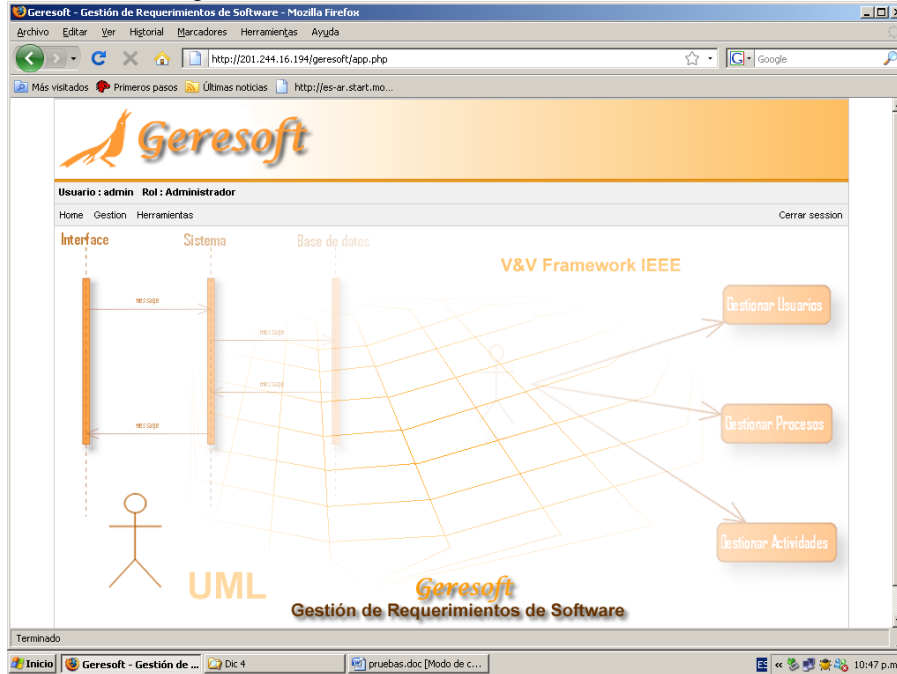 Geresoft - Gestión de Requerimientos de Software - Mozilla Firefox
Archivo Editar Ver Historial Marcadores Herramientas Ayuda
http://201.244.16.194/geresoft/app.php
G Google
Más visitados Primeros pasos Últimas noticias http://es-ar.start.mo...
Geresoft
Usuario : admin Rol : Administrador
Home Gestion Herramientas Cerrar session
Interface Sistema Base de datos
V&V Framework IEEE
message
Gestionar Usuarios
message
message
message
Gestionar Procesos
Gestionar Actividades
UML
Geresoft
Gestión de Requerimientos de Software
Terminado
Inicio Geresoft - Gestión de ... Dic 4 pruebas.doc [Modo de c... ES « 10:47 p.m